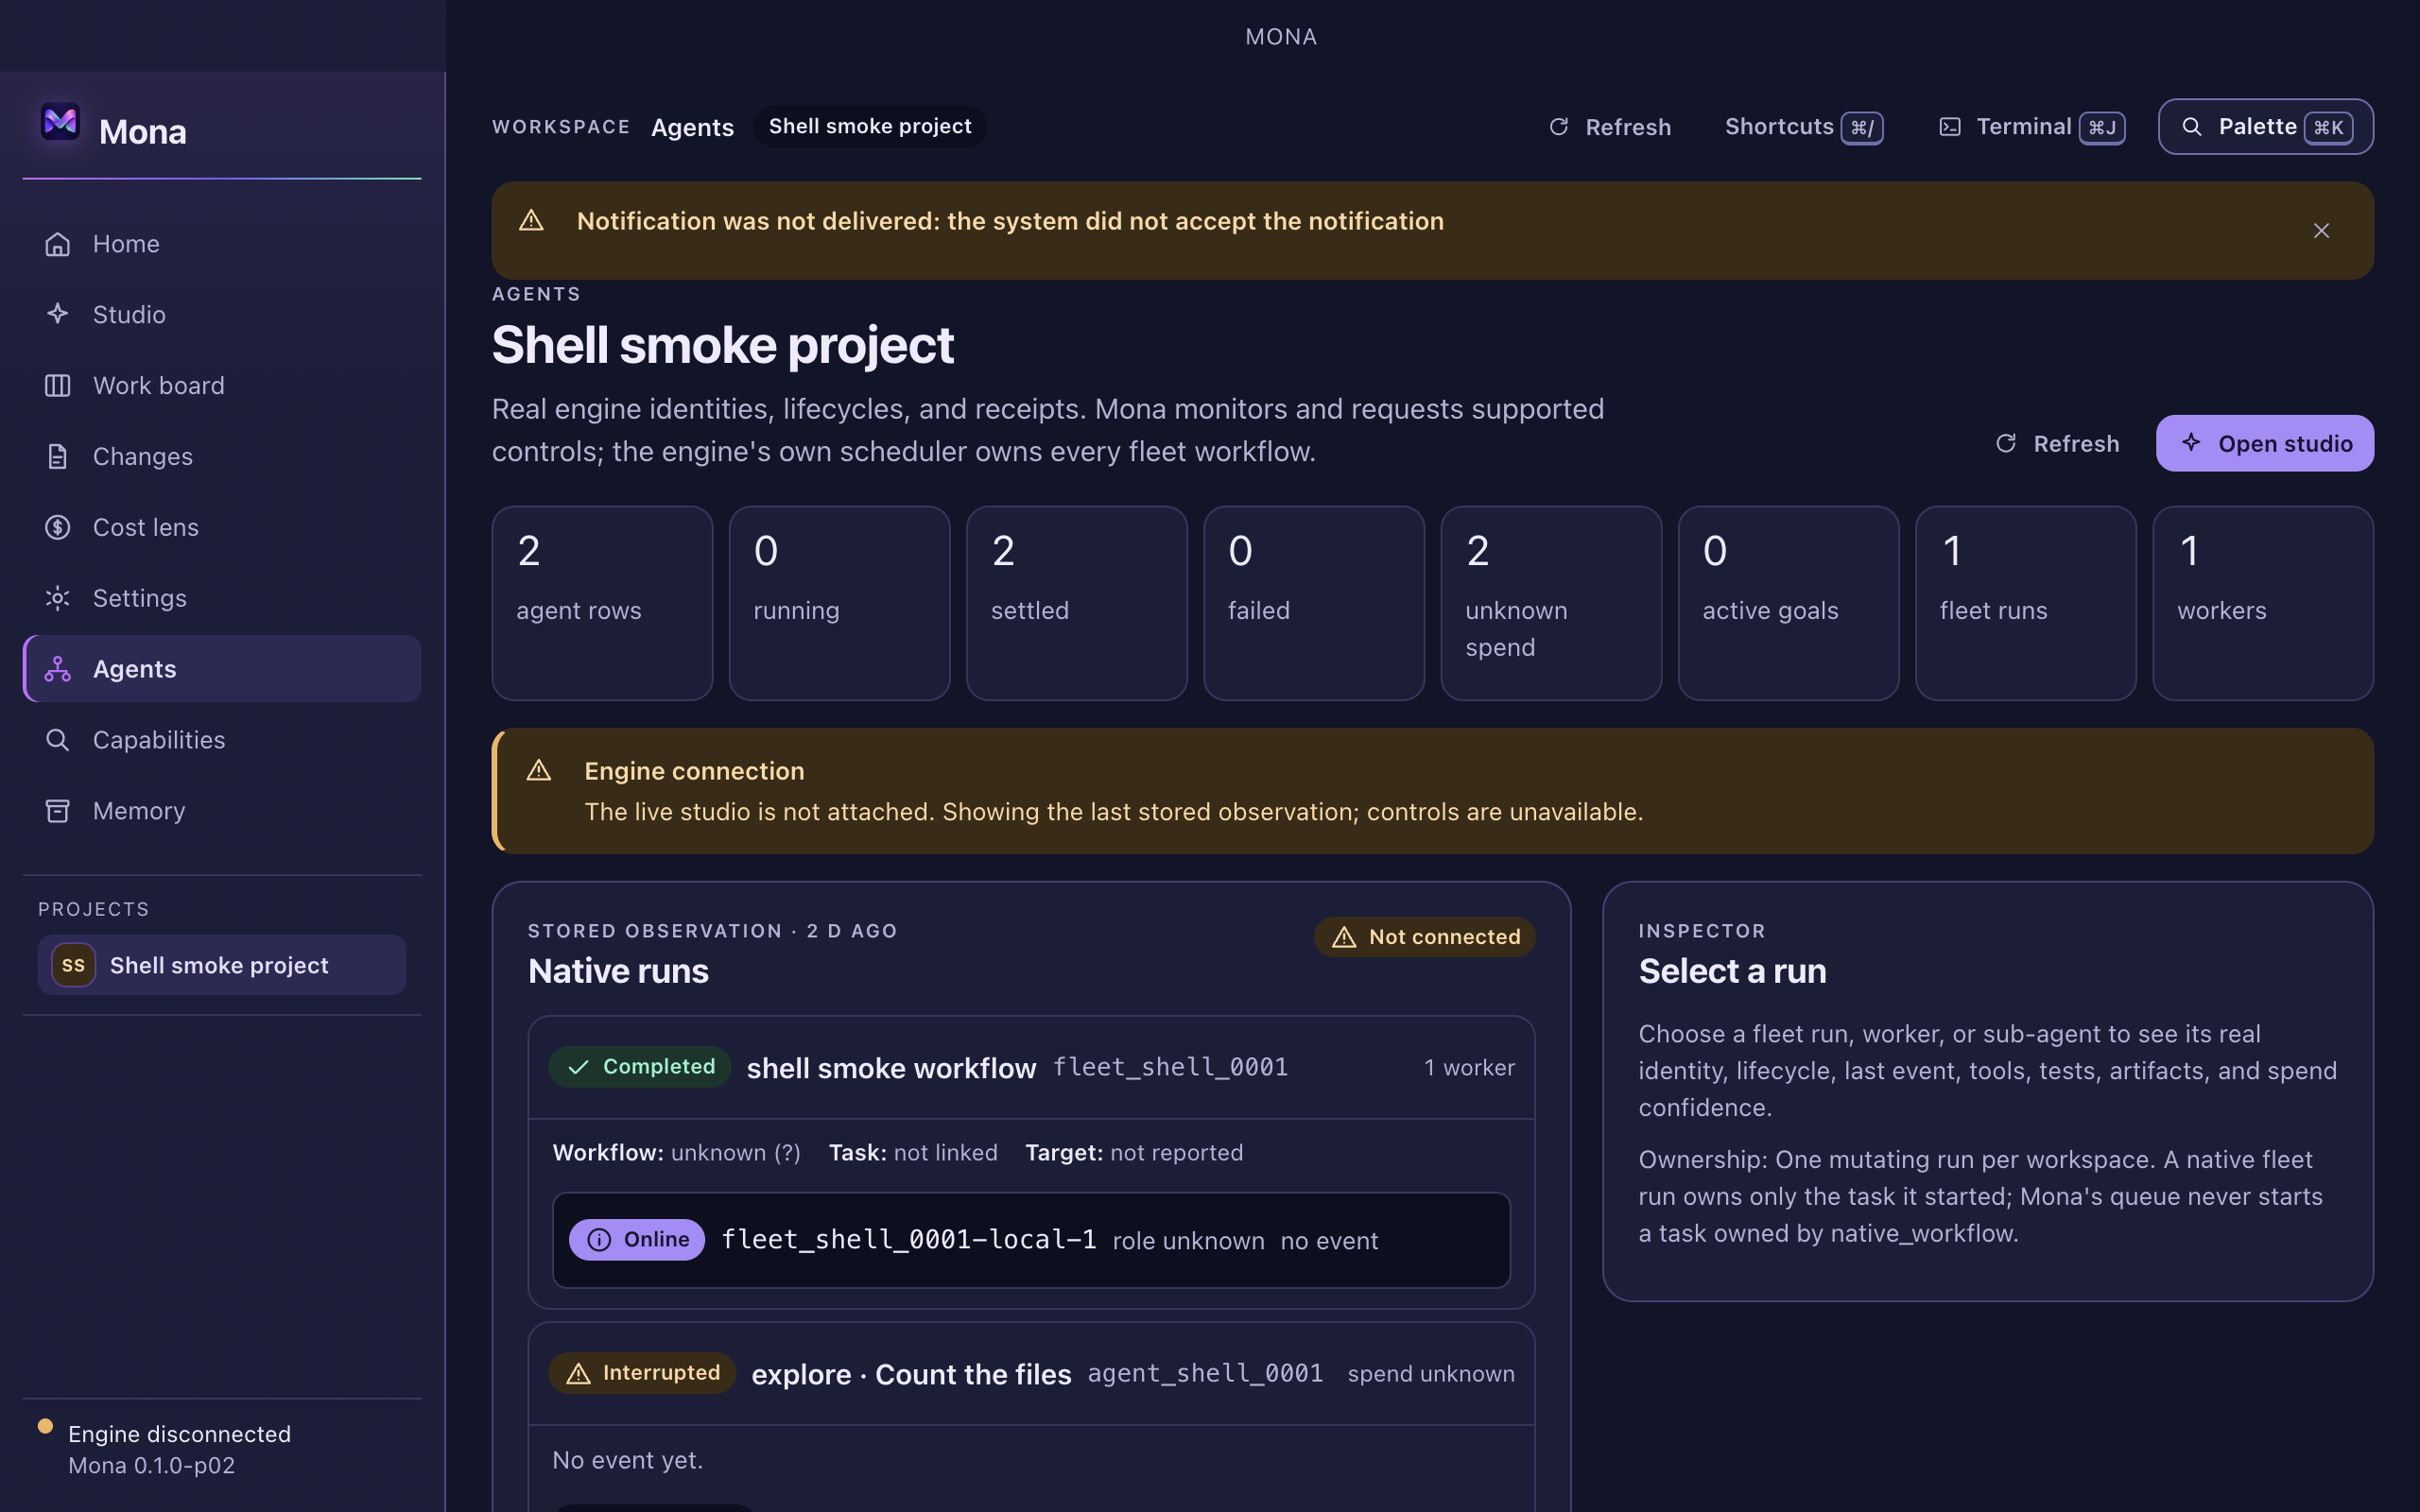 MONA
Mona
Home
Studio
Work board
Changes
Cost lens
Settings
Agents
Capabilities
Memory
PROJECTS
SS Shell smoke project
Engine disconnected
Mona 0.1.0-p02
WORKSPACE Agents Shell smoke project Refresh Shortcuts ⌘/ Terminal ⌘J Palette ⌘K
Notification was not delivered: the system did not accept the notification
AGENTS
Shell smoke project
Real engine identities, lifecycles, and receipts. Mona monitors and requests supported
controls; the engine's own scheduler owns every fleet workflow.
Refresh Open studio
2 agent rows
0 running
2 settled
0 failed
2 unknown
spend
0 active goals
1 fleet runs
1 workers
Engine connection
The live studio is not attached. Showing the last stored observation; controls are unavailable.
STORED OBSERVATION · 2 D AGO
Native runs
Not connected
Completed shell smoke workflow fleet_shell_0001 1 worker
Workflow: unknown (?) Task: not linked Target: not reported
Online fleet_shell_0001-local-1 role unknown no event
Interrupted explore · Count the files agent_shell_0001 spend unknown
No event yet.
INSPECTOR
Select a run
Choose a fleet run, worker, or sub-agent to see its real
identity, lifecycle, last event, tools, tests, artifacts, and spend
confidence.
Ownership: One mutating run per workspace. A native fleet
run owns only the task it started; Mona's queue never starts
a task owned by native_workflow.